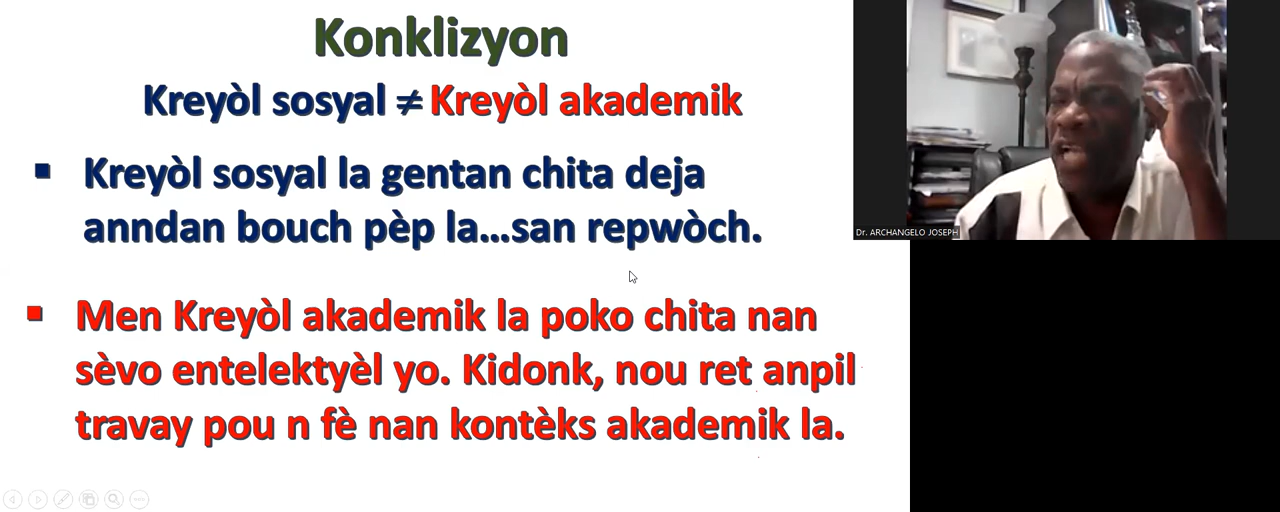 Konklizyon
Kreyòl sosyal ≠ Kreyòl akademik
▪ Kreyòl sosyal la gentan chita deja
anndan bouch pèp la...san repwòch.
▪ Men Kreyòl akademik la poko chita nan
sèvo entelektyèl yo. Kidonk, nou ret anpil
travay pou n fè nan kontèks akademik la.
Dr. ARCHANGELO JOSEPH